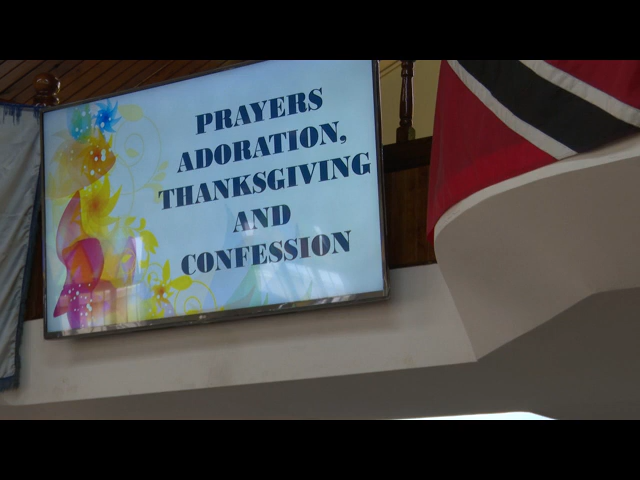 PRAYERS
ADORATION,
THANKSGIVING
AND
CONFESSION